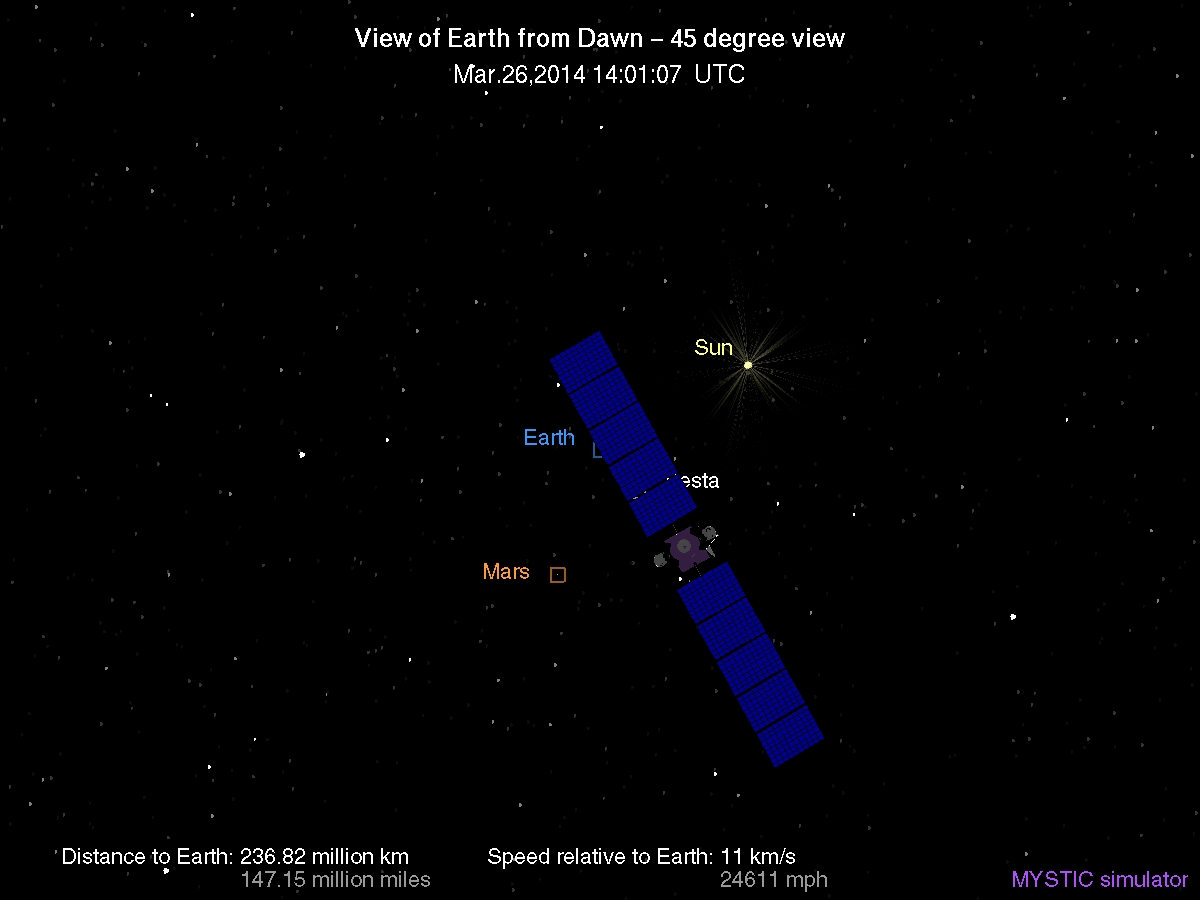 View of Earth from Dawn – 45 degree view
Mar.26,2014 14:01:07 UTC
Sun
Earth
esta
Mars
Distance to Earth: 236.82 million km
147.15 million miles
Speed relative to Earth: 11 km/s
24611 mph
MYSTIC simulator